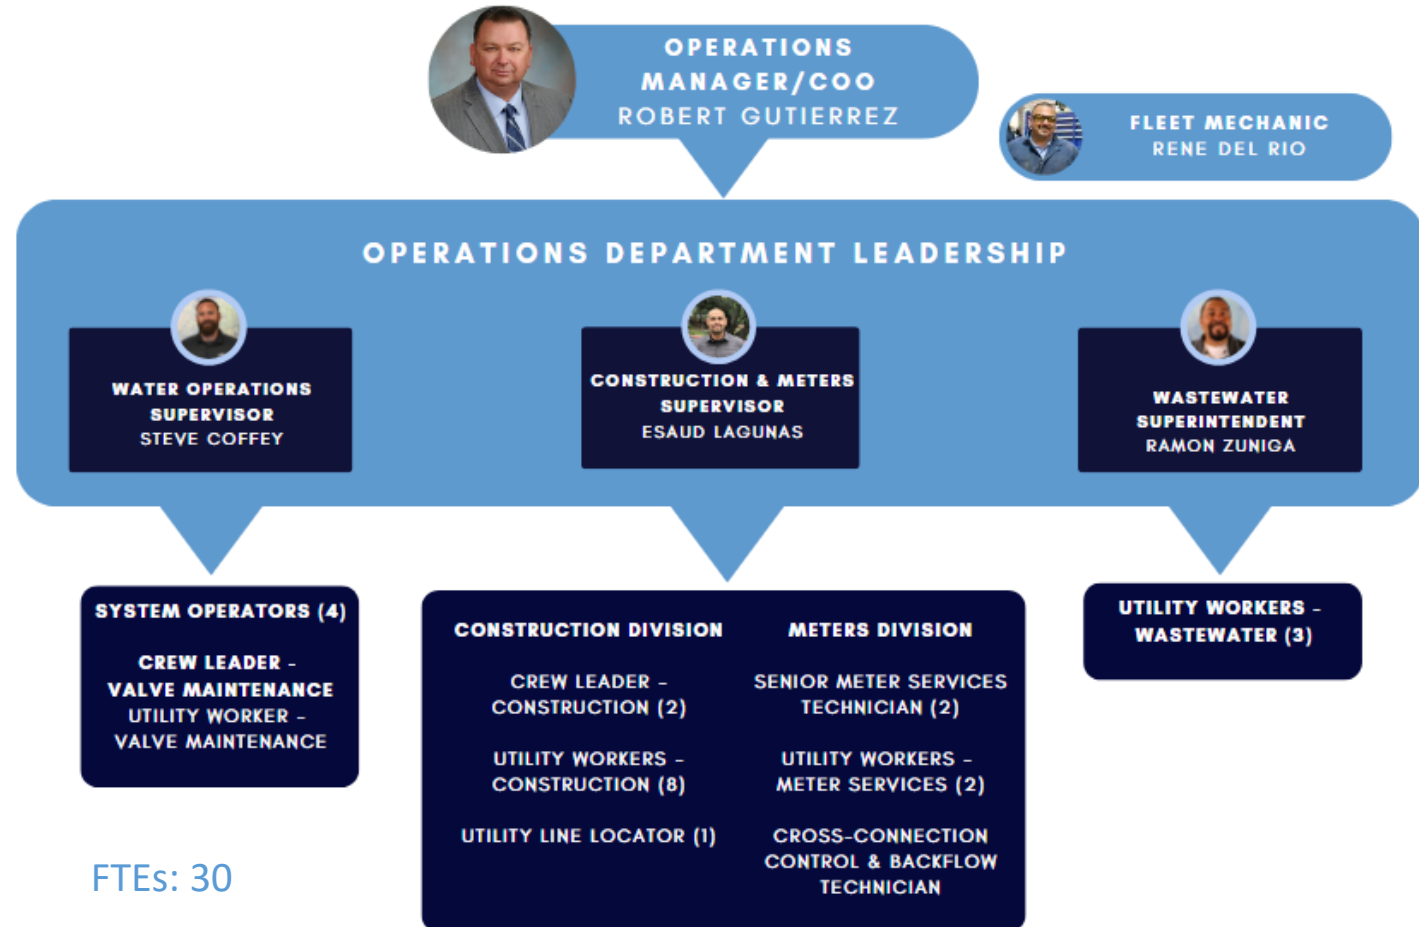 OPERATIONS
MANAGER/COO
ROBERT GUTIERREZ
FLEET MECHANIC
RENE DEL RIO
OPERATIONS DEPARTMENT LEADERSHIP
WATER OPERATIONS
SUPERVISOR
STEVE COFFEY
CONSTRUCTION & METERS
SUPERVISOR
ESAUD LAGUNAS
WASTEWATER
SUPERINTENDENT
RAMON ZUNIGA
SYSTEM OPERATORS (4)
CREW LEADER -
VALVE MAINTENANCE
UTILITY WORKER -
VALVE MAINTENANCE
CONSTRUCTION DIVISION
CREW LEADER -
CONSTRUCTION (2)
UTILITY WORKERS -
CONSTRUCTION (8)
UTILITY LINE LOCATOR (1)
METERS DIVISION
SENIOR METER SERVICES
TECHNICIAN (2)
UTILITY WORKERS -
METER SERVICES (2)
CROSS-CONNECTION
CONTROL & BACKFLOW
TECHNICIAN
UTILITY WORKERS -
WASTEWATER (3)
FTEs: 30